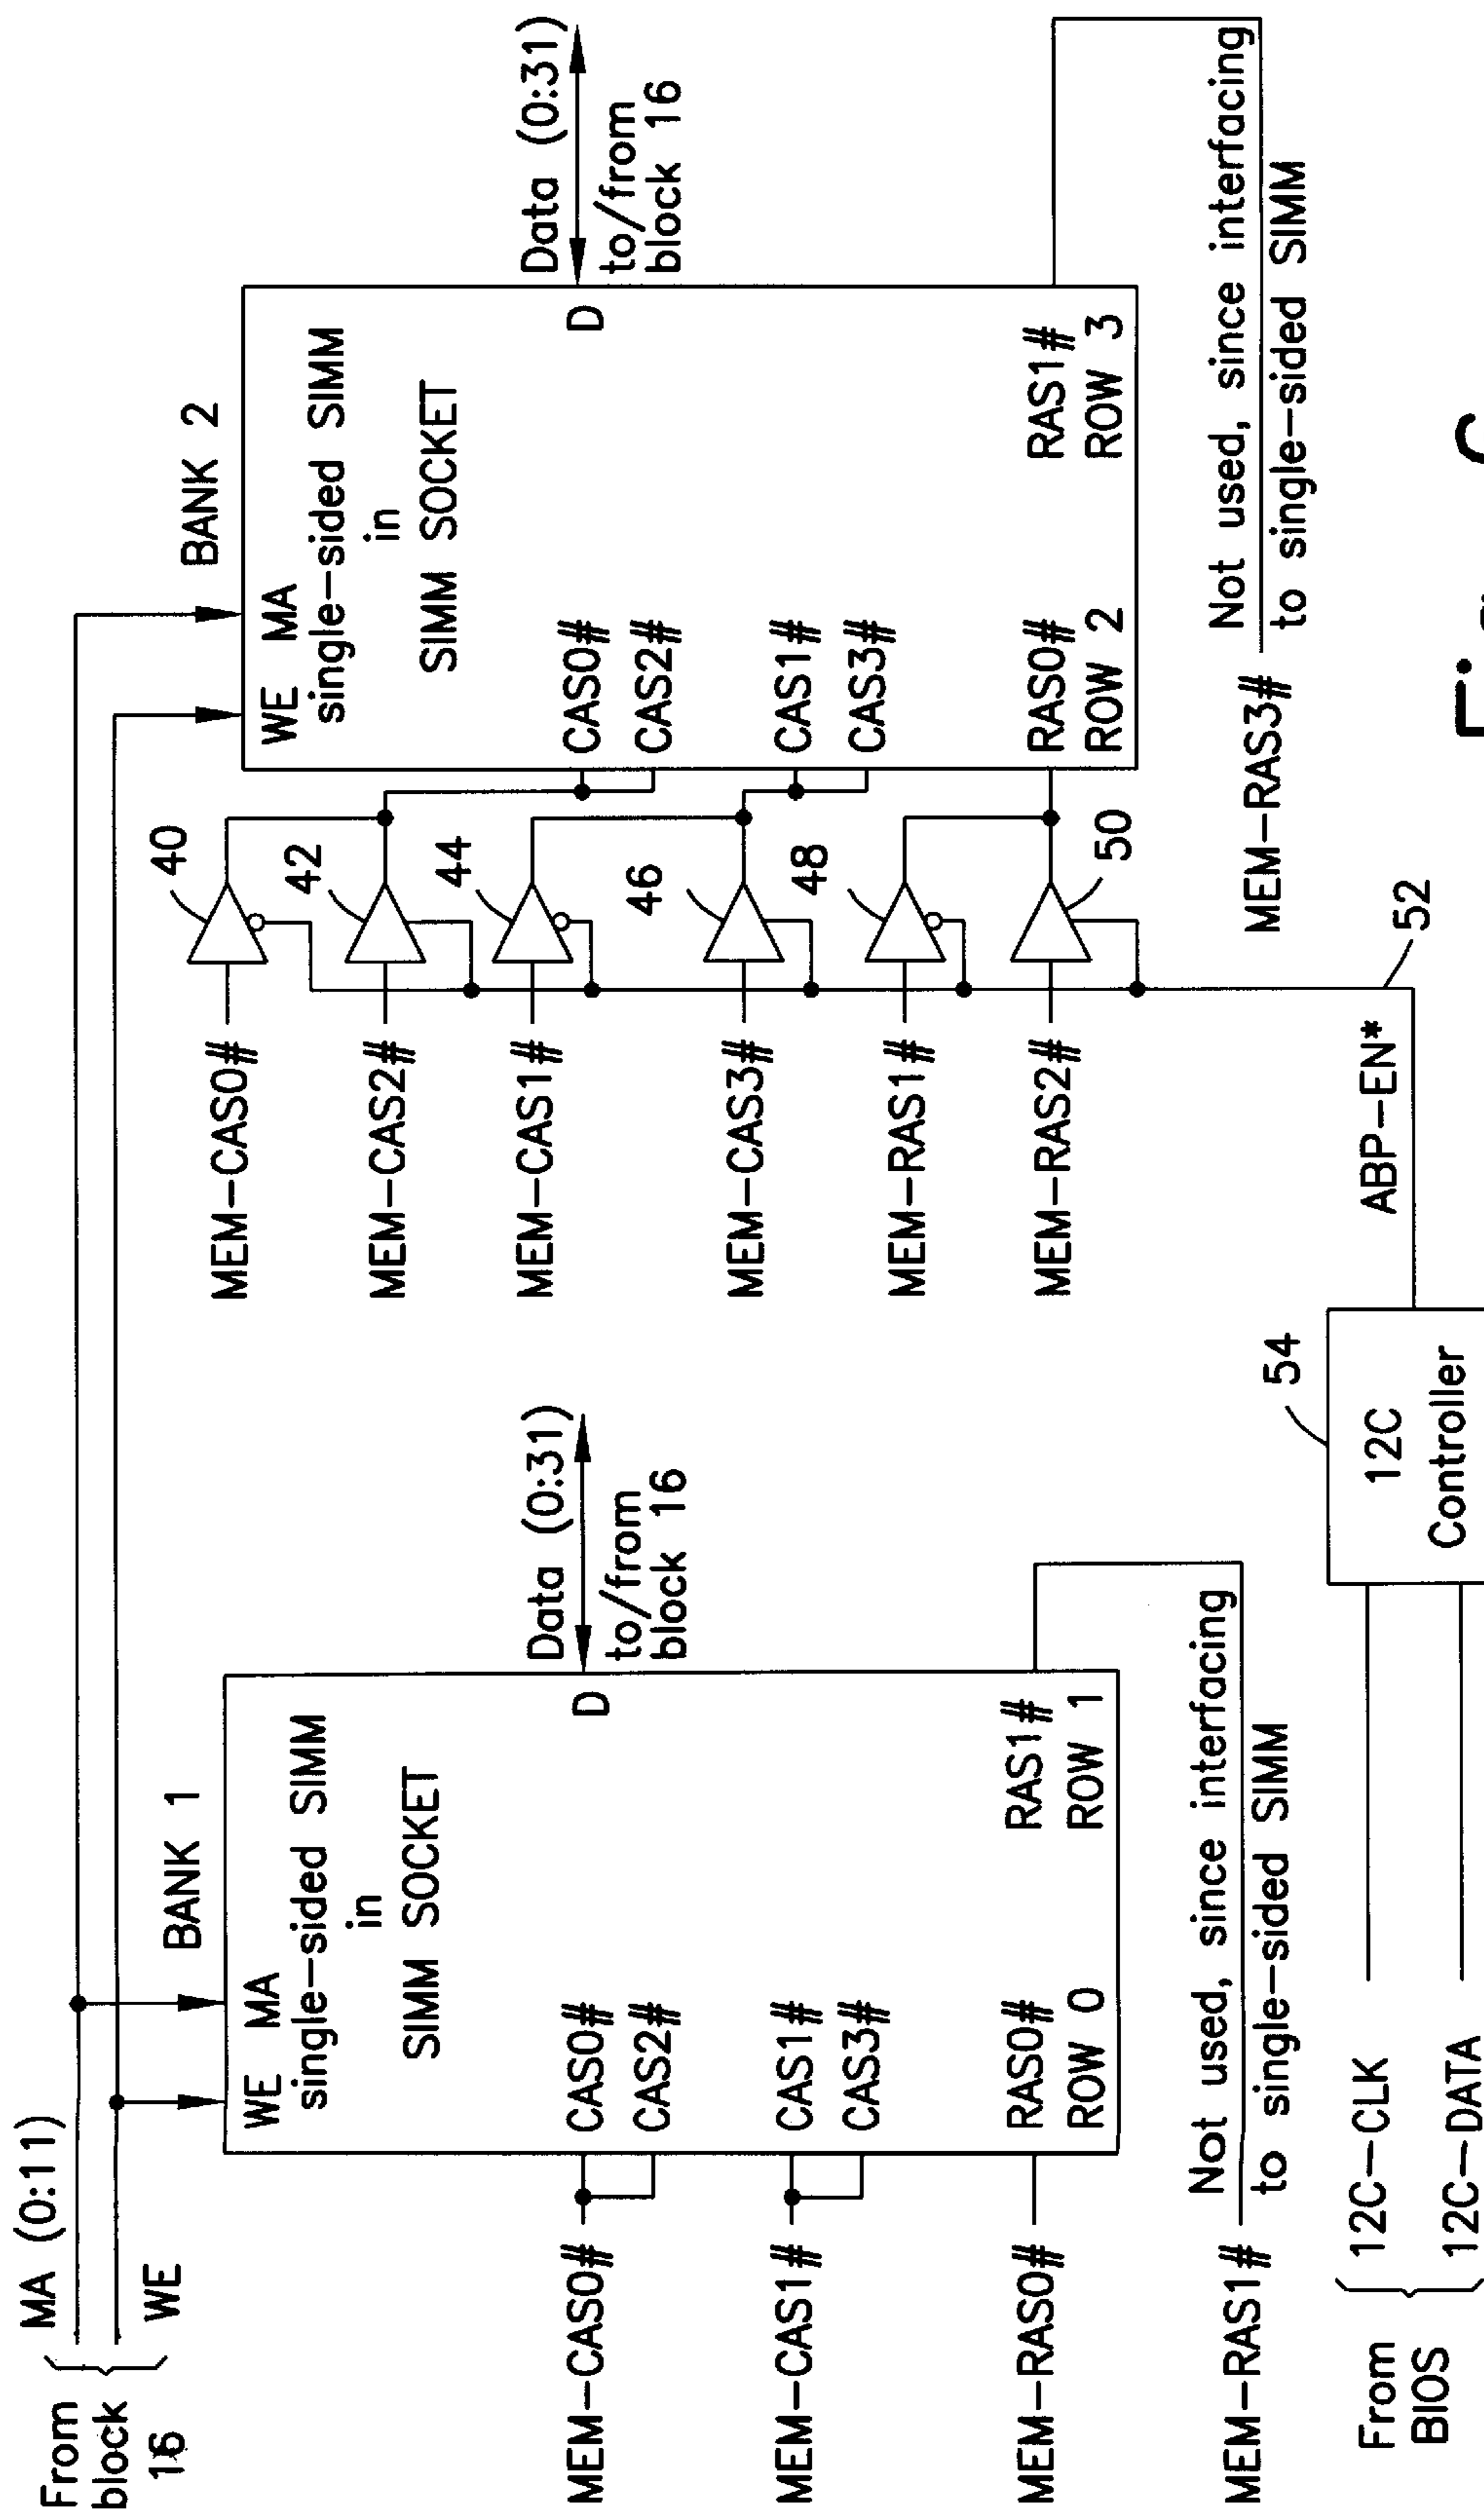 From
block
16
MA (0:11)
WE
BANK 1
WE MA
single-sided SIMM
in
SIMM SOCKET
CAS0#
CAS2#
CAS1#
CAS3#
RAS0#
ROW 0
RAS1#
ROW 1
D
Data (0:31)
to/from
block 16
MEM-CAS0#
MEM-CAS1#
MEM-RAS0#
MEM-RAS1#
Not used, since interfacing
to single-sided SIMM
From
BIOS
12C-CLK
12C-DATA
54
12C
Controller
ABP-EN*
52
MEM-CAS0#
MEM-CAS2#
MEM-CAS1#
MEM-CAS3#
MEM-RAS1#
MEM-RAS2#
40
42
44
46
48
50
BANK 2
WE MA
single-sided SIMM
in
SIMM SOCKET
CAS0#
CAS2#
CAS1#
CAS3#
RAS0#
ROW 2
RAS1#
ROW 3
D
Data (0:31)
to/from
block 16
MEM-RAS3#
Not used, since interfacing
to single-sided SIMM